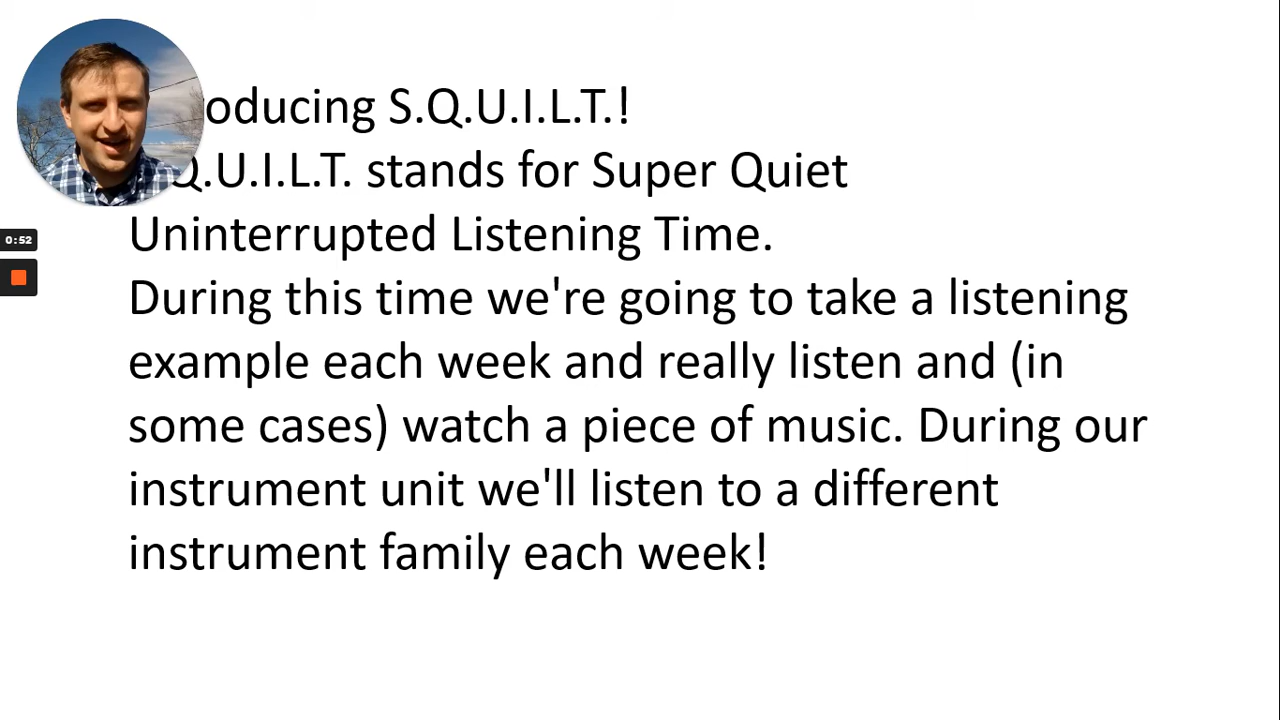 oducing S.Q.U.I.L.T.!
Q.U.I.L.T. stands for Super Quiet
Uninterrupted Listening Time.
0:52
During this time we're going to take a listening
example each week and really listen and (in
some cases) watch a piece of music. During our
instrument unit we'll listen to a different
instrument family each week!